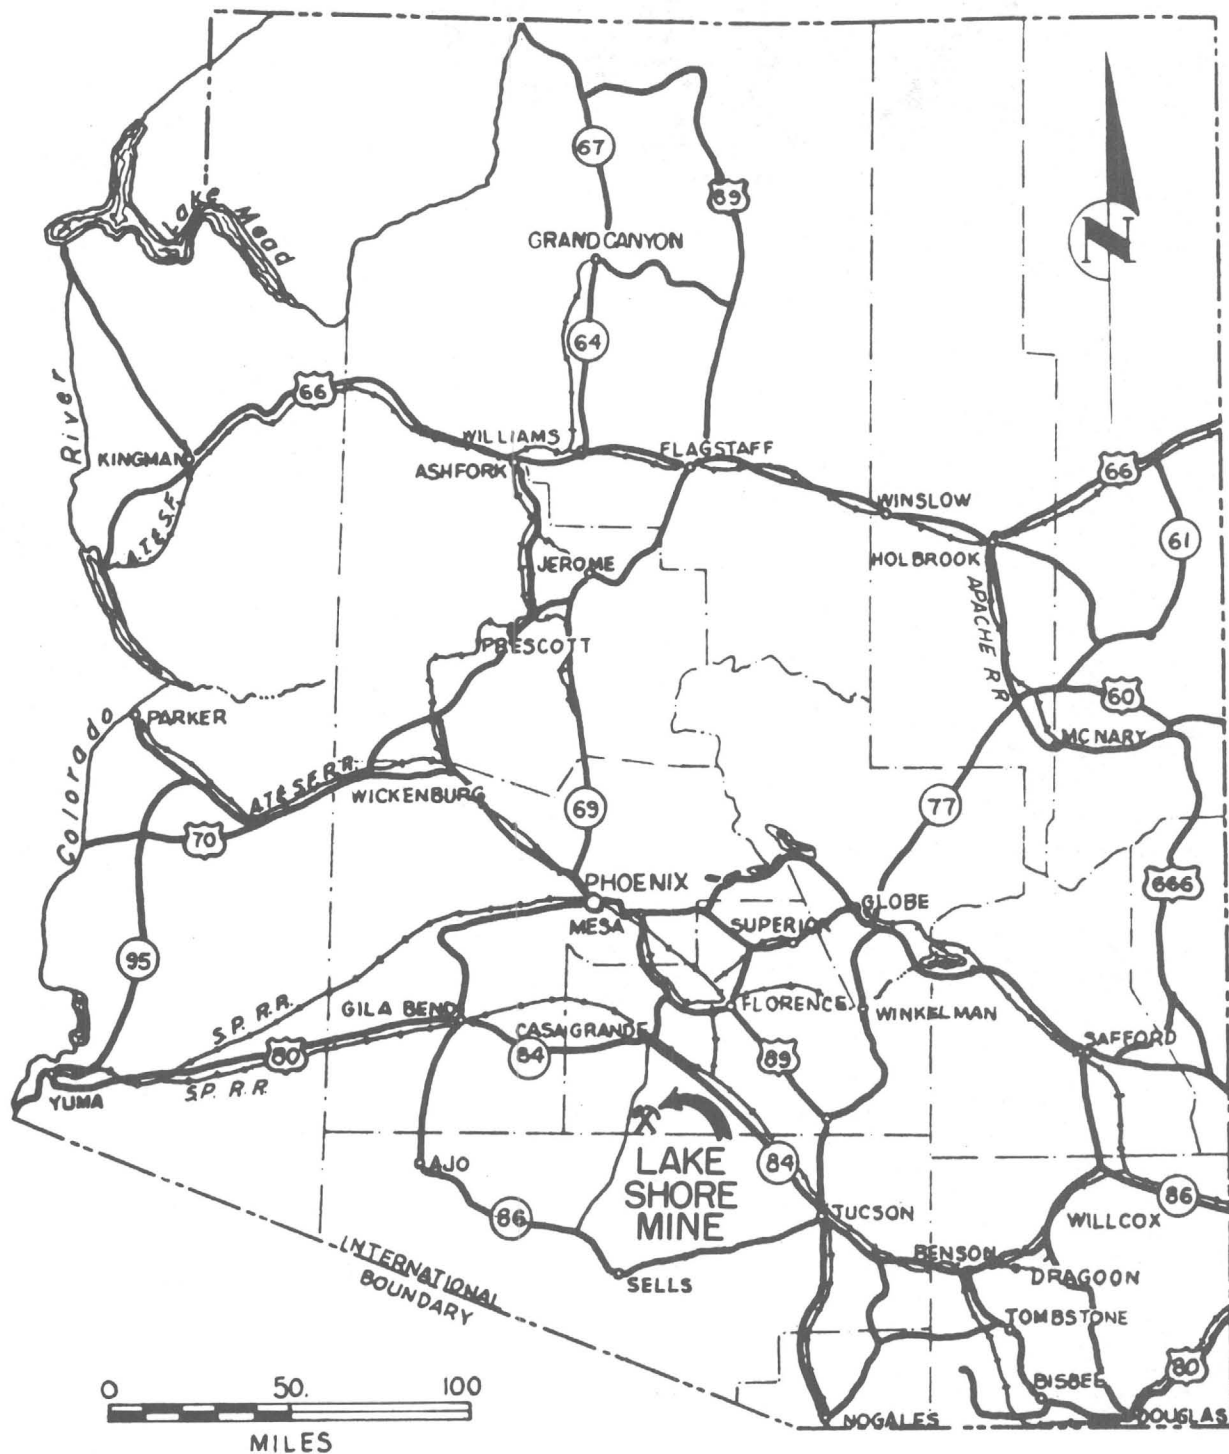 67
89
Lake Mead
GRAND CANYON
N
64
River
66
WILLIAMS
FLAGSTAFF
KINGMAN
ASHFORK
66
A.T.&S.F.
WINSLOW
61
HOLBROOK
JEROME
APACHE R R
PRESCOTT
60
Colorado
PARKER
MC NARY
A.T.&S.F.R.R.
WICKENBURG
69
77
70
666
PHOENIX
GLOBE
MESA
SUPERIOR
95
S.P. R.R.
GILA BEND
FLORENCE
WINKELMAN
CASA GRANDE
80
84
89
SAFFORD
YUMA
S.P. R.R.
LAKE
SHORE
MINE
84
AJO
86
86
TUCSON
WILLCOX
INTERNATIONAL
BOUNDARY
BENSON
DRAGOON
SELLS
TOMBSTONE
80
BISBEE
NOGALES
DOUGLAS
0 50. 100
MILES